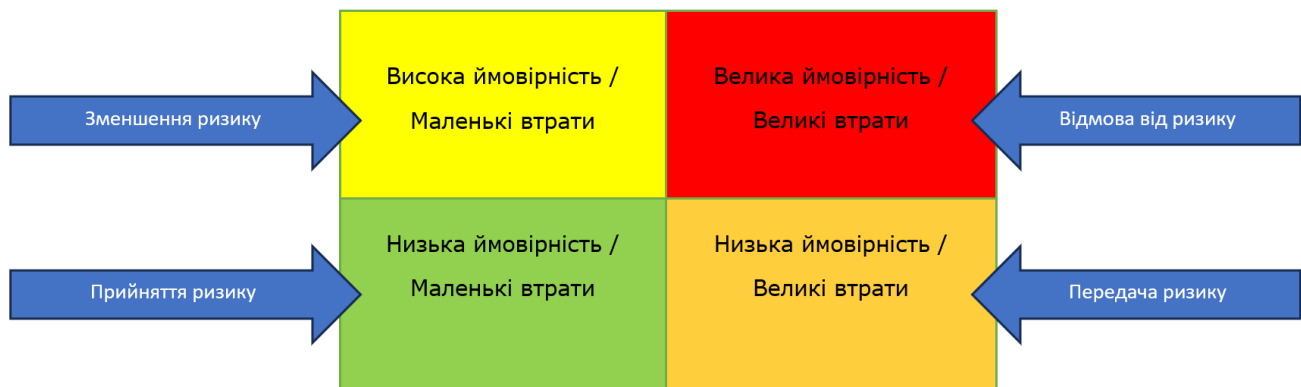 Висока ймовірність /
Маленькі втрати
Велика ймовірність /
Великі втрати
Зменшення ризику
Відмова від ризику
Низька ймовірність /
Маленькі втрати
Низька ймовірність /
Великі втрати
Прийняття ризику
Передача ризику